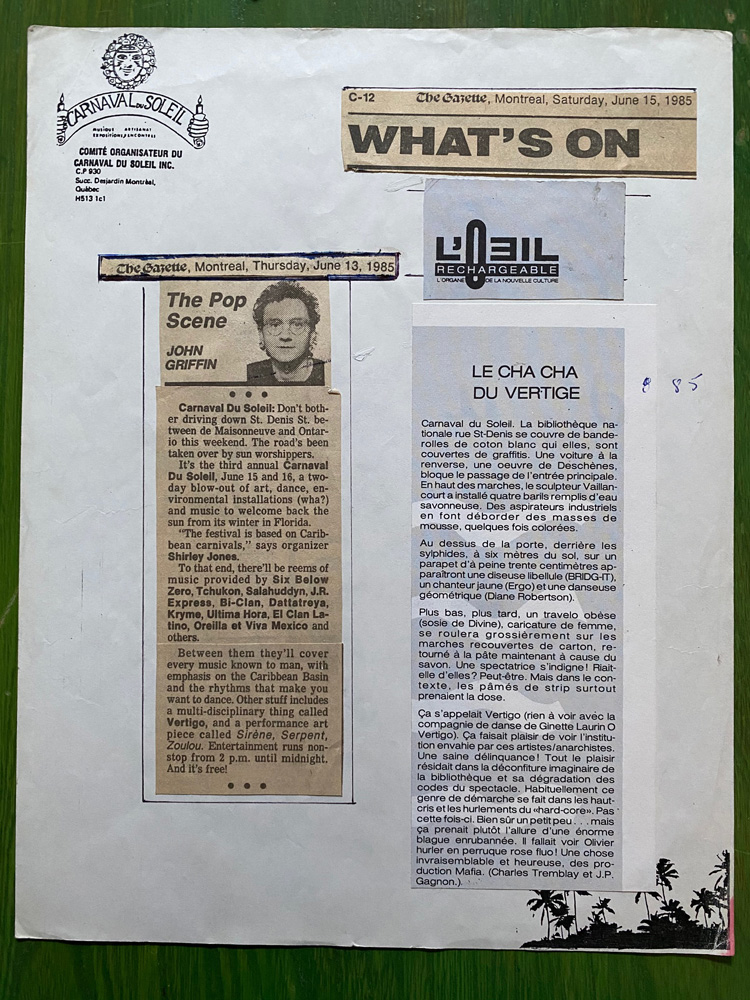 CARNAVAL DU SOLEIL
MUSIQUE ARTISANAT
EXPOSITIONS/ENCONTRES
COMITÉ ORGANISATEUR DU
CARNAVAL DU SOLEIL INC.
C.P 930
Succ. Desjardin Montréal,
Québec
H513 1c1
C-12 The Gazette, Montreal, Saturday, June 15, 1985
WHAT'S ON
L'OEIL
RECHARGEABLE
L'ORGANE DE LA NOUVELLE CULTURE
The Gazette, Montreal, Thursday, June 13, 1985
The Pop
Scene
JOHN
GRIFFIN
Carnaval Du Soleil: Don't both-
er driving down St. Denis St. be-
tween de Maisonneuve and Ontar-
io this weekend. The road's been
taken over by sun worshippers.
It's the third annual Carnaval
Du Soleil, June 15 and 16, a two-
day blow-out of art, dance, en-
vironmental installations (wha?)
and music to welcome back the
sun from its winter in Florida.
"The festival is based on Carib-
bean carnivals," says organizer
Shirley Jones.
To that end, there'll be reems of
music provided by Six Below
Zero, Tchukon, Salahuddyn, J.R.
Express, Bi-Clan, Dattatreya,
Kryme, Ultima Hora, El Clan La-
tino, Oreilla et Viva Mexico and
others.
Between them they'll cover
every music known to man, with
emphasis on the Caribbean Basin
and the rhythms that make you
want to dance. Other stuff includes
a multi-disciplinary thing called
Vertigo, and a performance art
piece called Sirène, Serpent,
Zoulou. Entertainment runs non-
stop from 2 p.m. until midnight.
And it's free!
LE CHA CHA
DU VERTIGE
85
Carnaval du Soleil. La bibliothèque na-
tionale rue St-Denis se couvre de bande-
rolles de coton blanc qui elles, sont
couvertes de graffitis. Une voiture à la
renverse, une oeuvre de Deschênes,
bloque le passage de l'entrée principale.
En haut des marches, le sculpteur Vaillan-
court a installé quatre barils remplis d'eau
savonneuse. Des aspirateurs industriels
en font déborder des masses de
mousse, quelques fois colorées.
Au dessus de la porte, derrière les
sylphides, à six mètres du sol, sur un
parapet d'à peine trente centimètres ap-
paraîtront une diseuse libellule (BRIDG-IT),
un chanteur jaune (Ergo) et une danseuse
géométrique (Diane Robertson).
Plus bas, plus tard, un travelo obèse
(sosie de Divine), caricature de femme,
se roulera grossièrement sur les
marches recouvertes de carton, re-
tourné à la pâte maintenant à cause du
savon. Une spectatrice s'indigne! Riait-
elle d'elles? Peut-être. Mais dans le con-
texte, les pâmés de strip surtout
prenaient la dose.
Ça s'appelait Vertigo (rien à voir avec la
compagnie de danse de Ginette Laurin O
Vertigo). Ça faisait plaisir de voir l'institu-
tion envahie par ces artistes/anarchistes.
Une saine délinquance! Tout le plaisir
résidait dans la déconfiture imaginaire de
la bibliothèque et sa dégradation des
codes du spectacle. Habituellement ce
genre de démarche se fait dans les haut-
cris et les hurlements du «hard-core». Pas
cette fois-ci. Bien sûr un petit peu . . . mais
ça prenait plutôt l'allure d'une énorme
blague enrubannée. Il fallait voir Olivier
hurler en perruque rose fluo! Une chose
invraisemblable et heureuse, des pro-
duction Mafia. (Charles Tremblay et J.P.
Gagnon.).